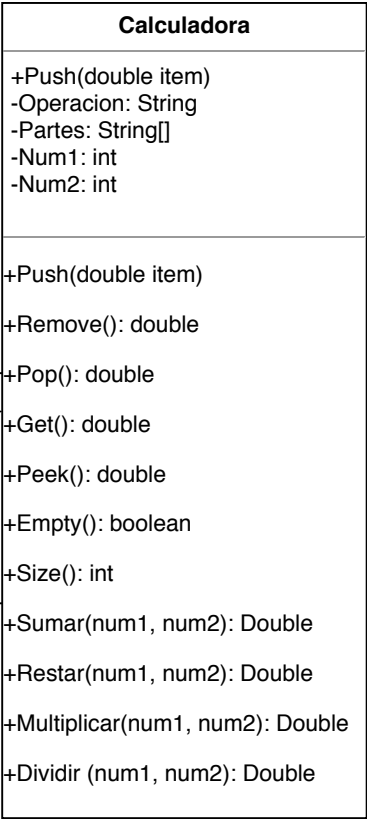 Calculadora
+Push(double item)
-Operacion: String
-Partes: String[]
-Num1: int
-Num2: int
+Push(double item)
+Remove(): double
+Pop(): double
+Get(): double
+Peek(): double
+Empty(): boolean
+Size(): int
+Sumar(num1, num2): Double
+Restar(num1, num2): Double
+Multiplicar(num1, num2): Double
+Dividir (num1, num2): Double